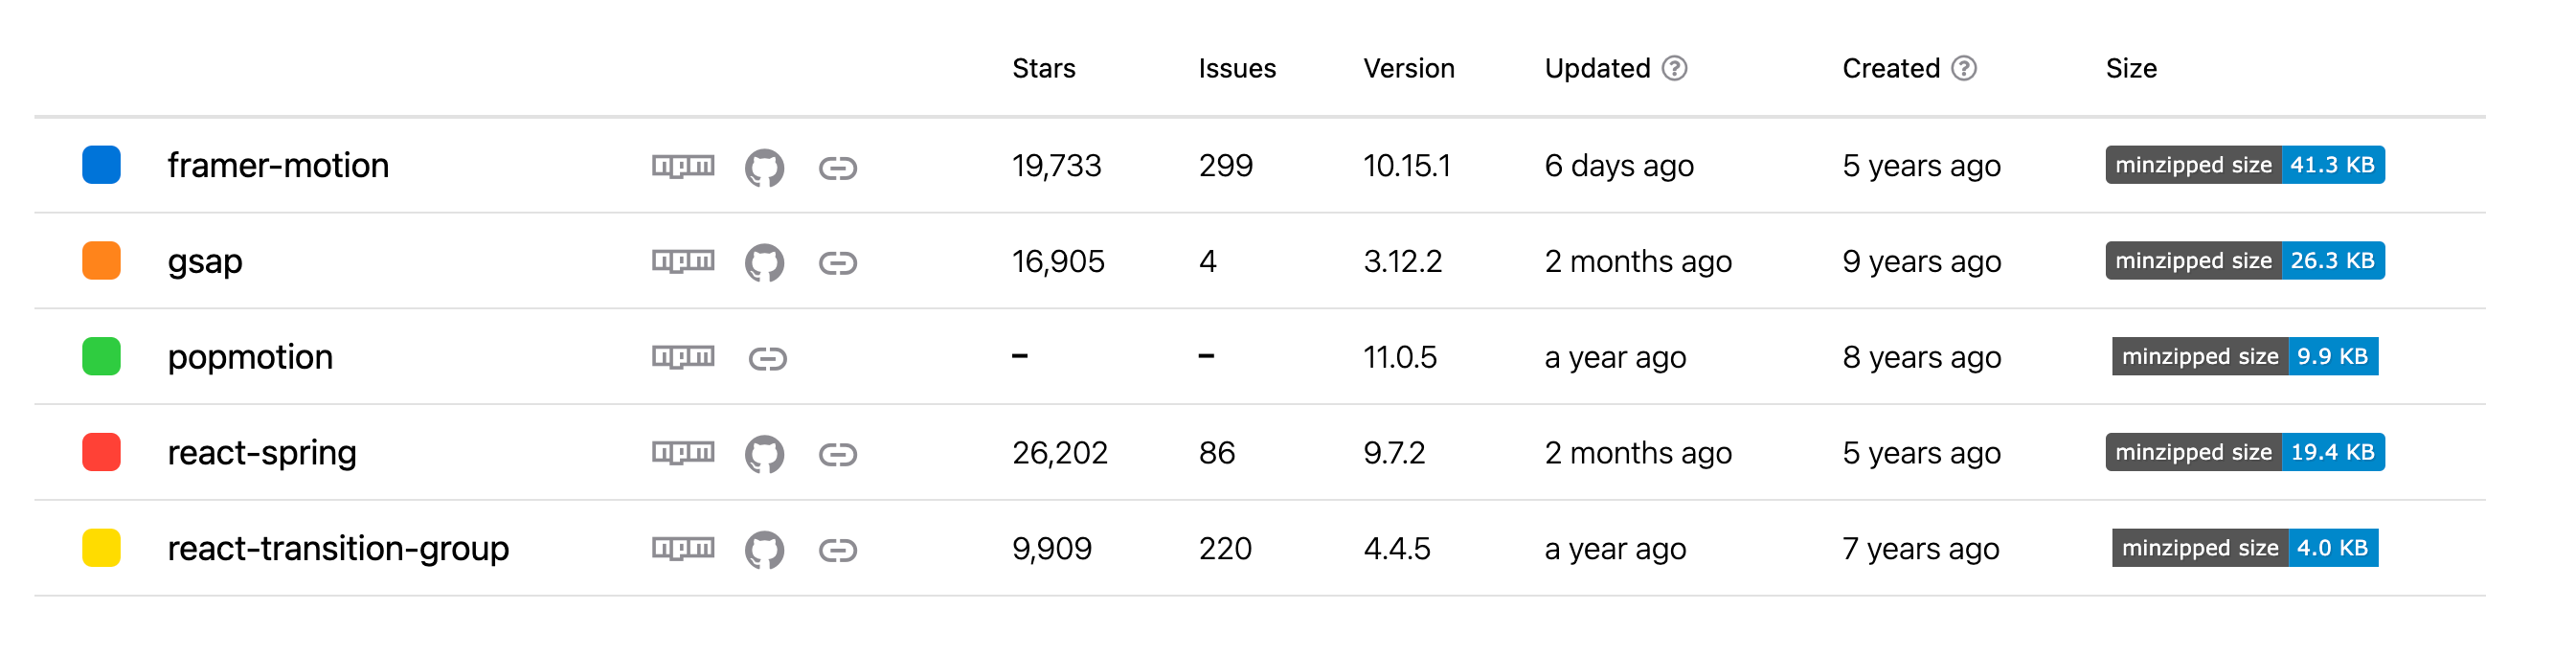 Stars Issues Version Updated ? Created ? Size
framer-motion npm 19,733 299 10.15.1 6 days ago 5 years ago minzipped size 41.3 KB
gsap npm 16,905 4 3.12.2 2 months ago 9 years ago minzipped size 26.3 KB
popmotion npm – – 11.0.5 a year ago 8 years ago minzipped size 9.9 KB
react-spring npm 26,202 86 9.7.2 2 months ago 5 years ago minzipped size 19.4 KB
react-transition-group npm 9,909 220 4.4.5 a year ago 7 years ago minzipped size 4.0 KB